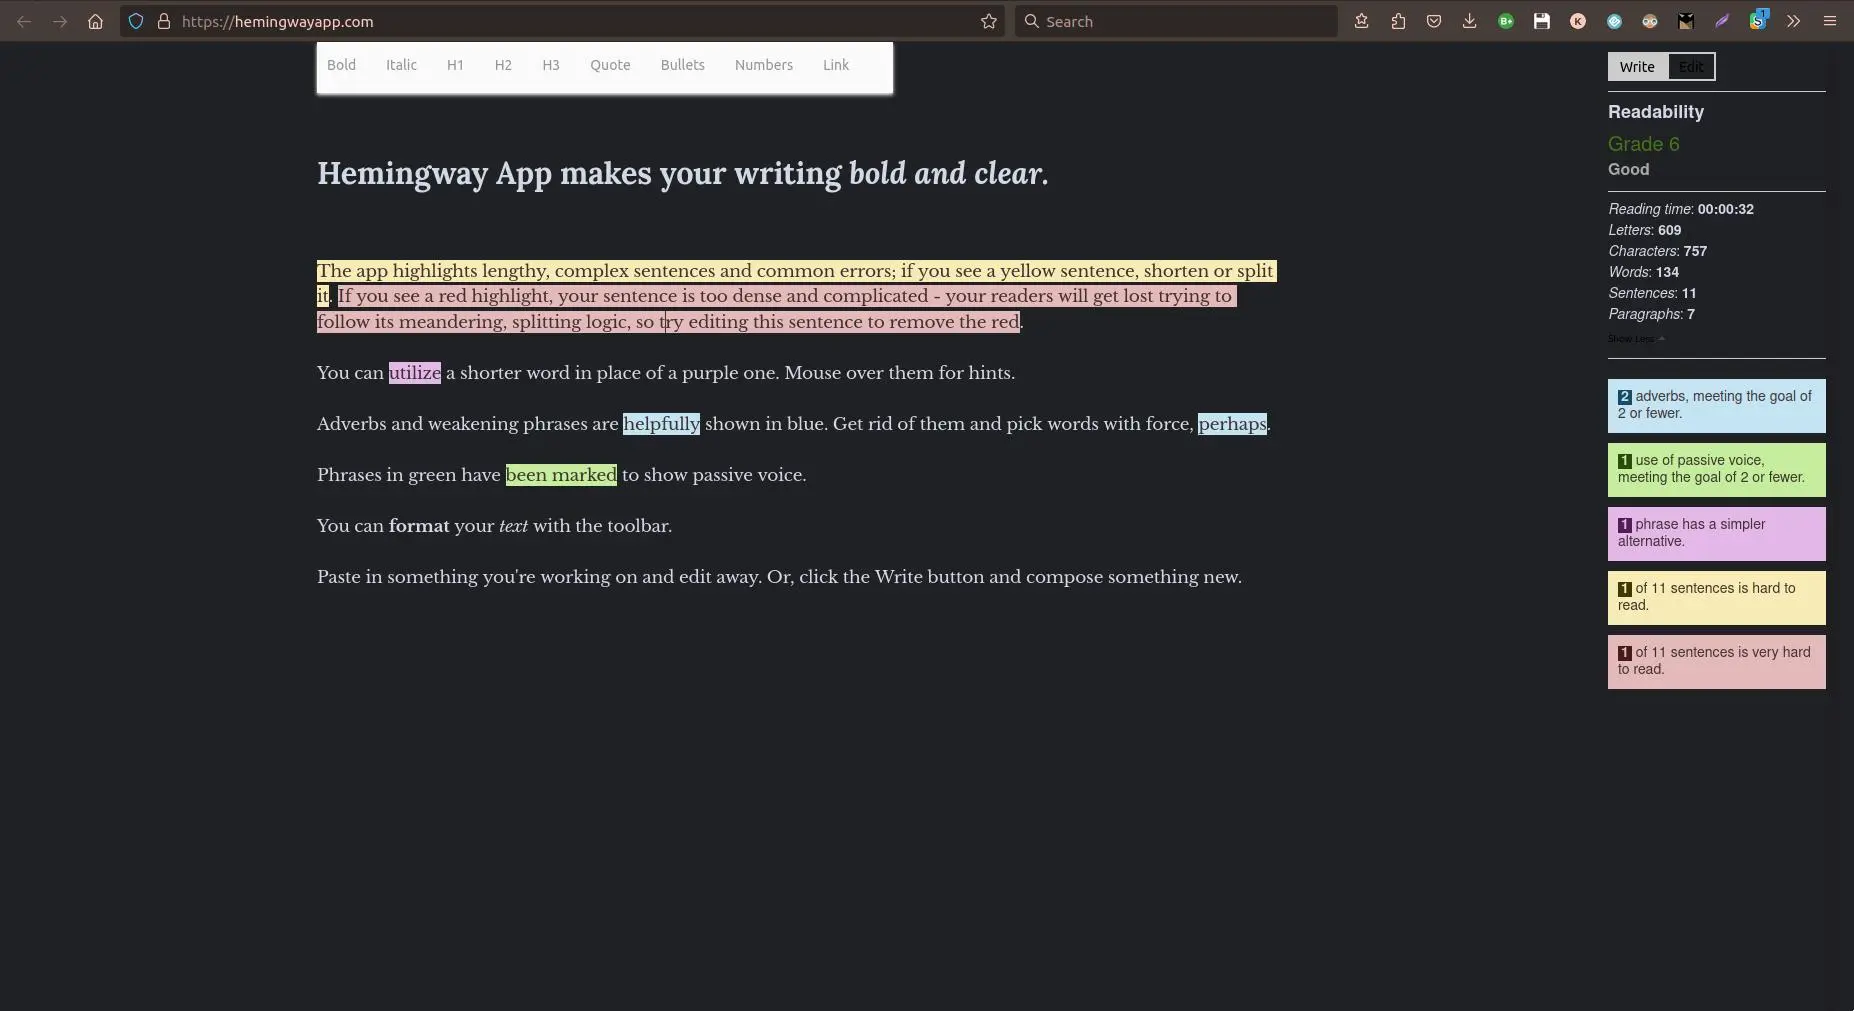 https://hemingwayapp.com
Search
B+
K
S
1
Bold Italic H1 H2 H3 Quote Bullets Numbers Link
Hemingway App makes your writing bold and clear.
The app highlights lengthy, complex sentences and common errors; if you see a yellow sentence, shorten or split
it. If you see a red highlight, your sentence is too dense and complicated - your readers will get lost trying to
follow its meandering, splitting logic, so try editing this sentence to remove the red.
You can utilize a shorter word in place of a purple one. Mouse over them for hints.
Adverbs and weakening phrases are helpfully shown in blue. Get rid of them and pick words with force, perhaps.
Phrases in green have been marked to show passive voice.
You can format your text with the toolbar.
Paste in something you're working on and edit away. Or, click the Write button and compose something new.
Write Edit
Readability
Grade 6
Good
Reading time: 00:00:32
Letters: 609
Characters: 757
Words: 134
Sentences: 11
Paragraphs: 7
Show Less
2 adverbs, meeting the goal of
2 or fewer.
1 use of passive voice,
meeting the goal of 2 or fewer.
1 phrase has a simpler
alternative.
1 of 11 sentences is hard to
read.
1 of 11 sentences is very hard
to read.